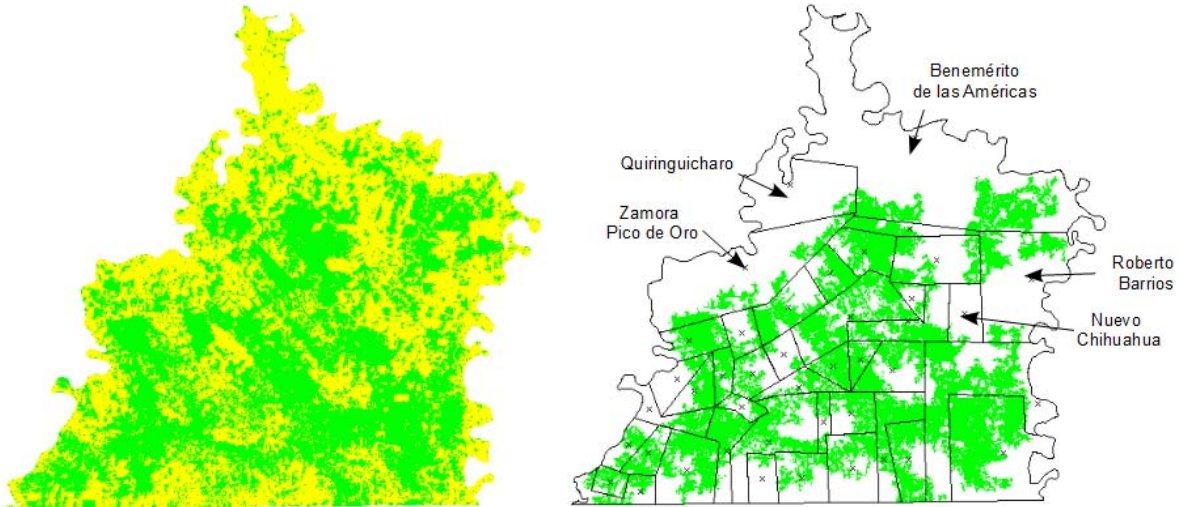 Benemérito
de las Américas
Quiringuicharo
Zamora
Pico de Oro
Roberto
Barrios
Nuevo
Chihuahua